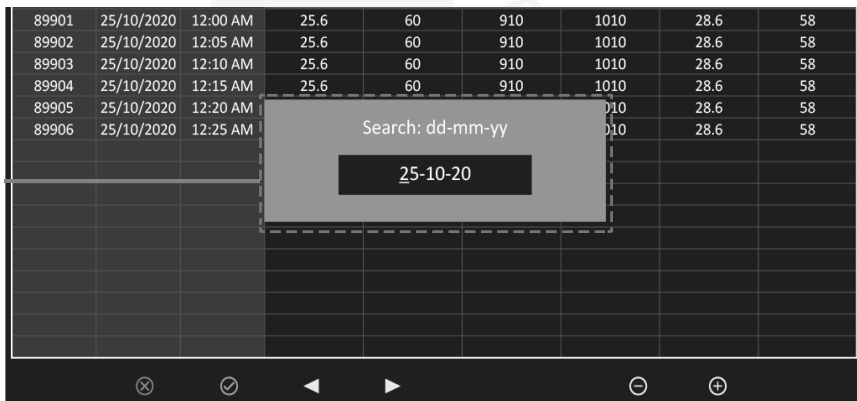 89901 25/10/2020 12:00 AM 25.6 60 910 1010 28.6 58
89902 25/10/2020 12:05 AM 25.6 60 910 1010 28.6 58
89903 25/10/2020 12:10 AM 25.6 60 910 1010 28.6 58
89904 25/10/2020 12:15 AM 25.6 60 910 1010 28.6 58
89905 25/10/2020 12:20 AM 010 28.6 58
89906 25/10/2020 12:25 AM 010 28.6 58
Search: dd-mm-yy
25-10-20